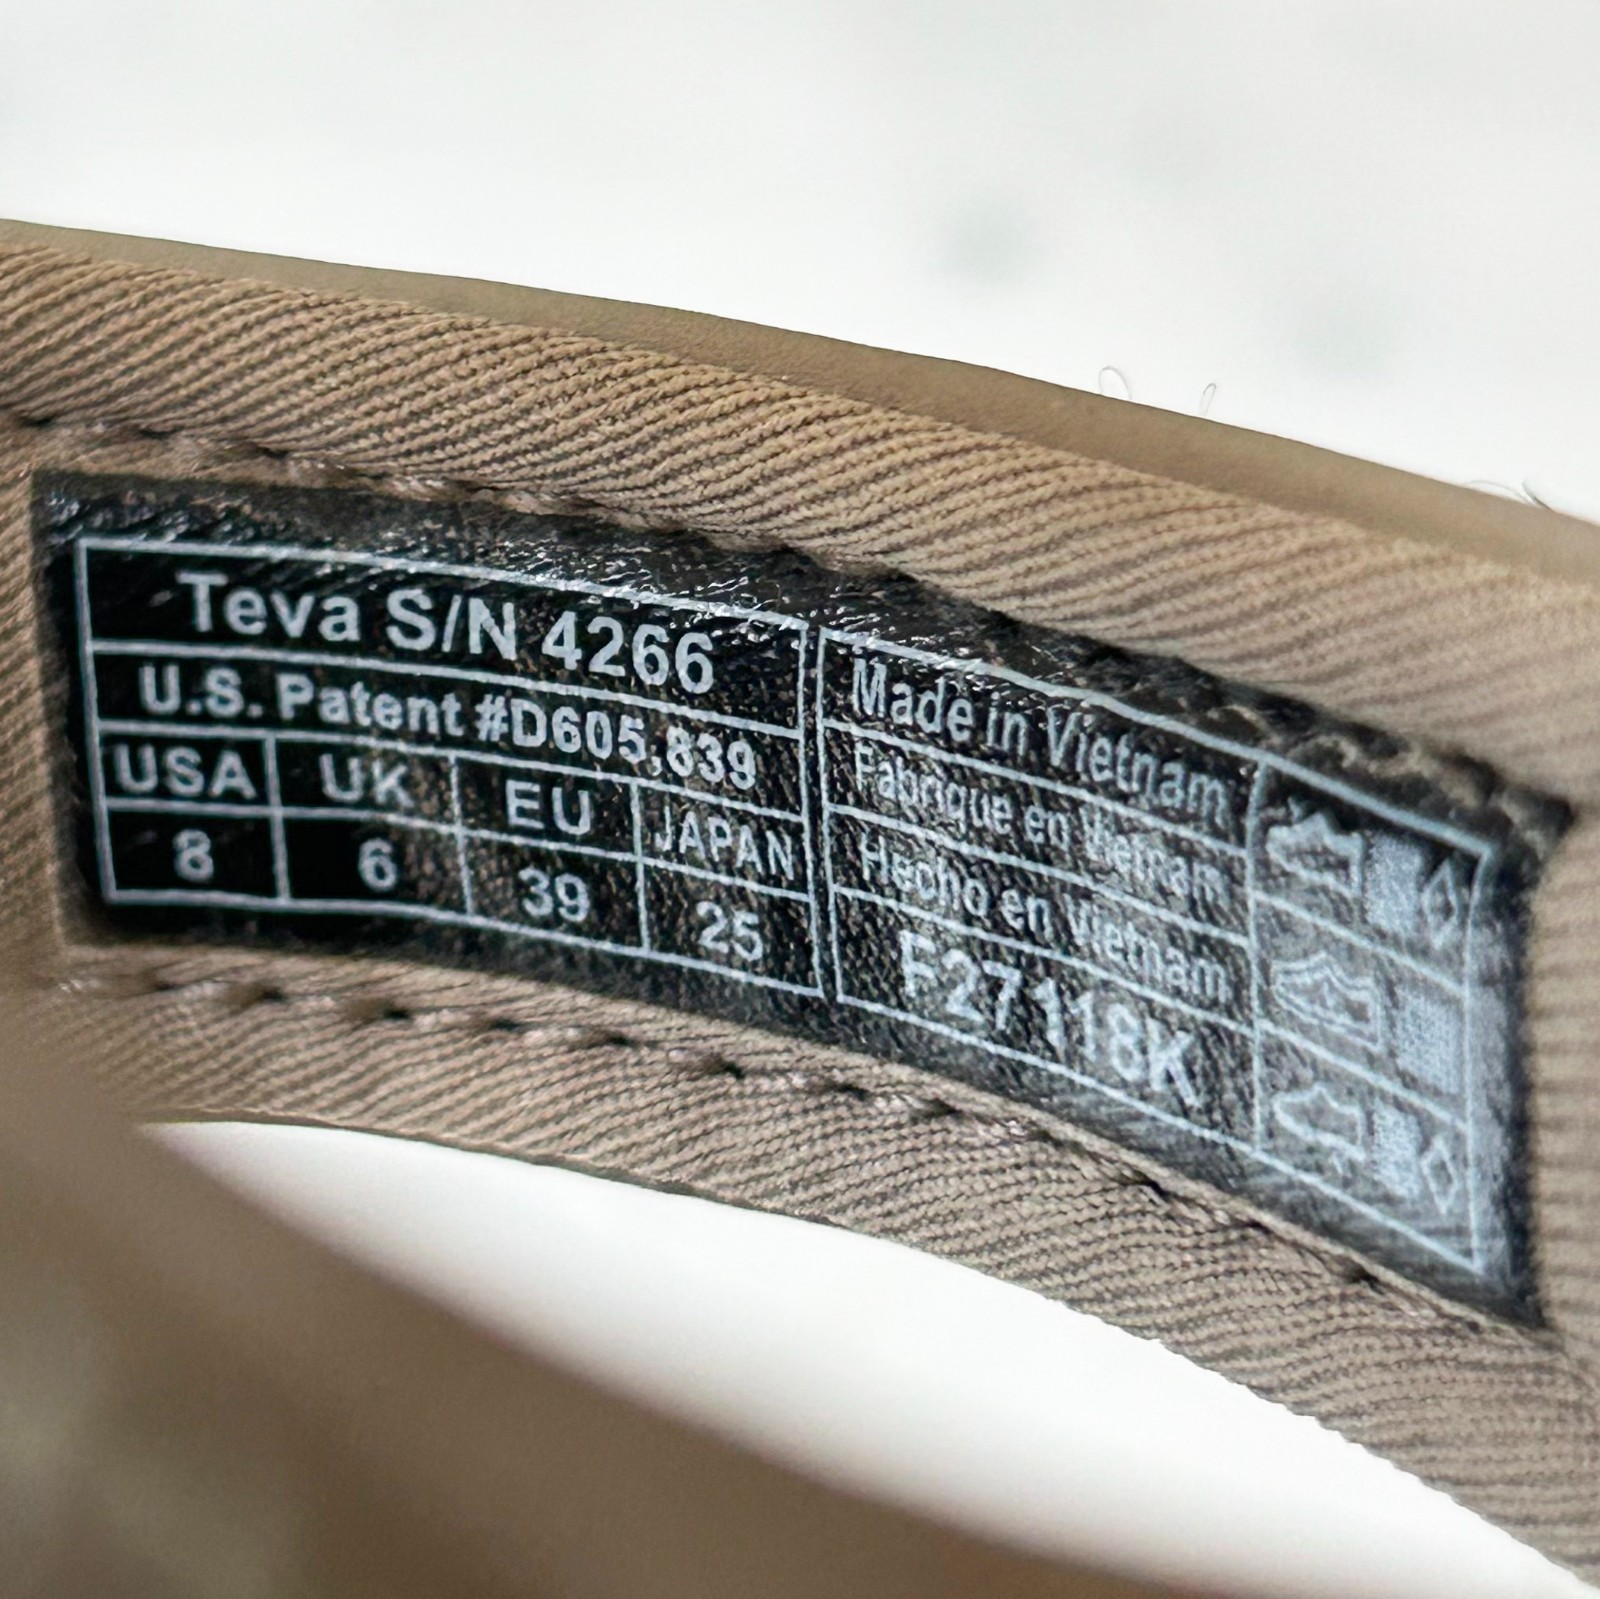 Teva S/N 4266
U.S. Patent #D605,839
USA UK EU JAPAN
8 6 39 25
Made in Vietnam
Fabrique en Vietnam
Hecho en Vietnam
F27118K